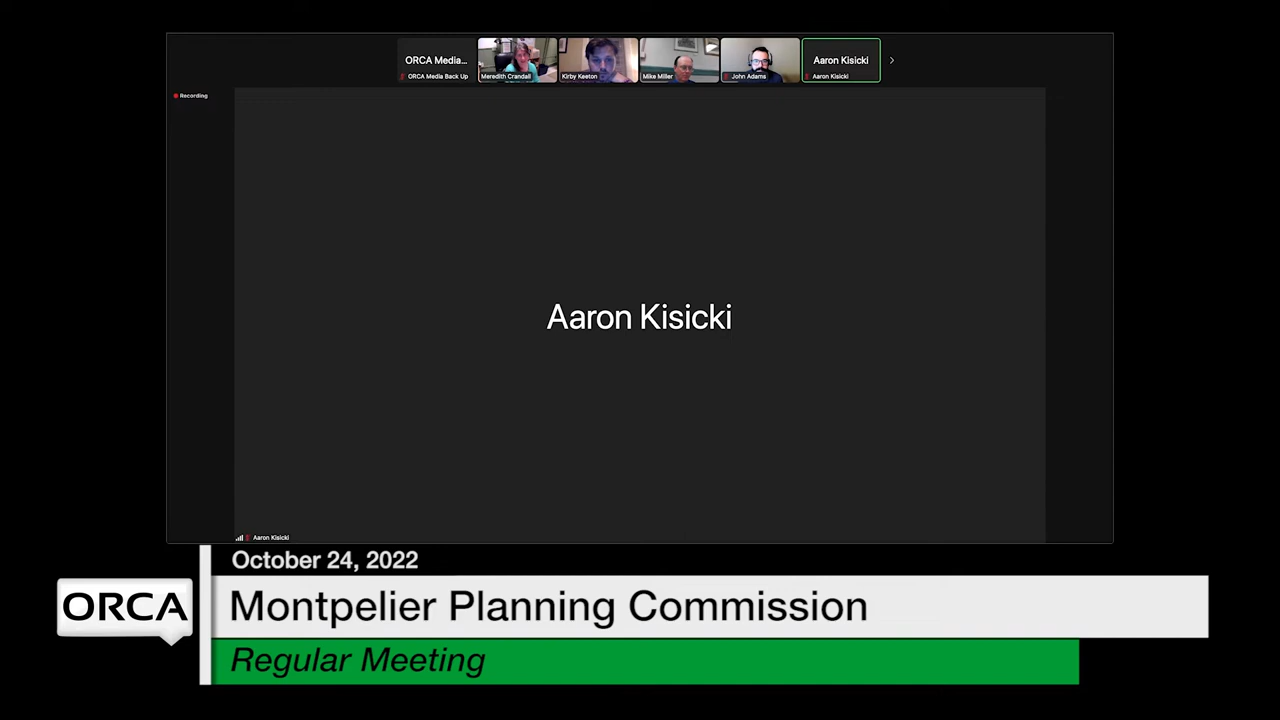 ORCA Media...
Aaron Kisicki
ORCA Media Back Up
Meredith Crandall
Kirby Keeton
Mike Miller
John Adams
Aaron Kisicki
Recording
Aaron Kisicki
Aaron Kisicki
October 24, 2022
ORCA
Montpelier Planning Commission
Regular Meeting